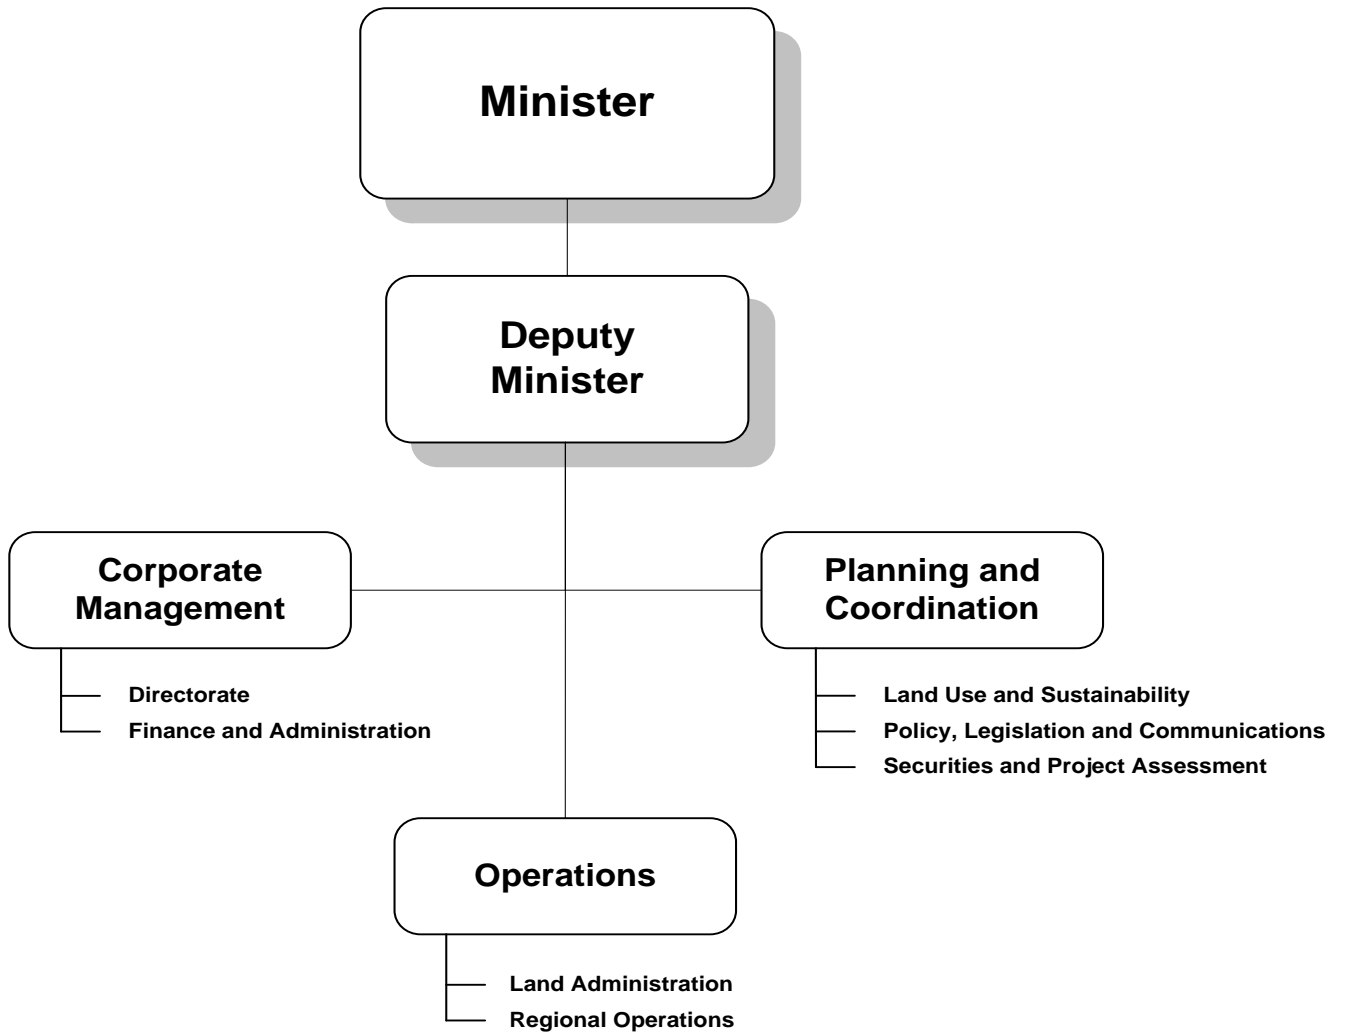 Minister
Deputy
Minister
Corporate
Management
Directorate
Finance and Administration
Planning and
Coordination
Land Use and Sustainability
Policy, Legislation and Communications
Securities and Project Assessment
Operations
Land Administration
Regional Operations